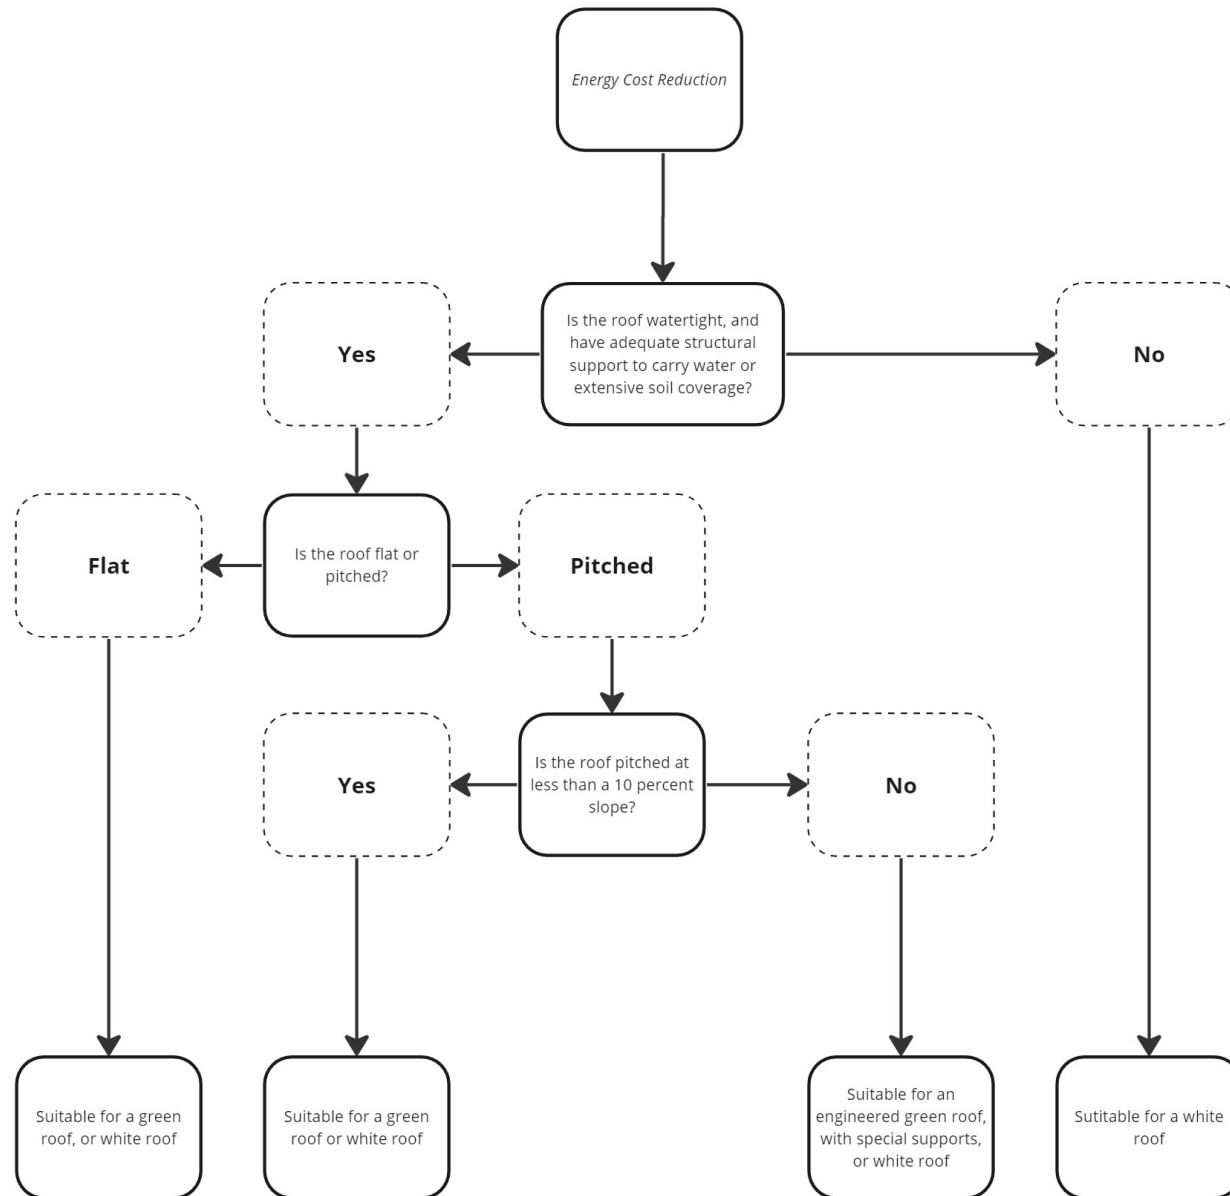 Energy Cost Reduction
Is the roof watertight, and
have adequate structural
support to carry water or
extensive soil coverage?
Yes
No
Is the roof flat or
pitched?
Flat
Pitched
Is the roof pitched at
less than a 10 percent
slope?
Yes
No
Suitable for a green
roof, or white roof
Suitable for a green
roof or white roof
Suitable for an
engineered green roof,
with special supports,
or white roof
Sutitable for a white
roof